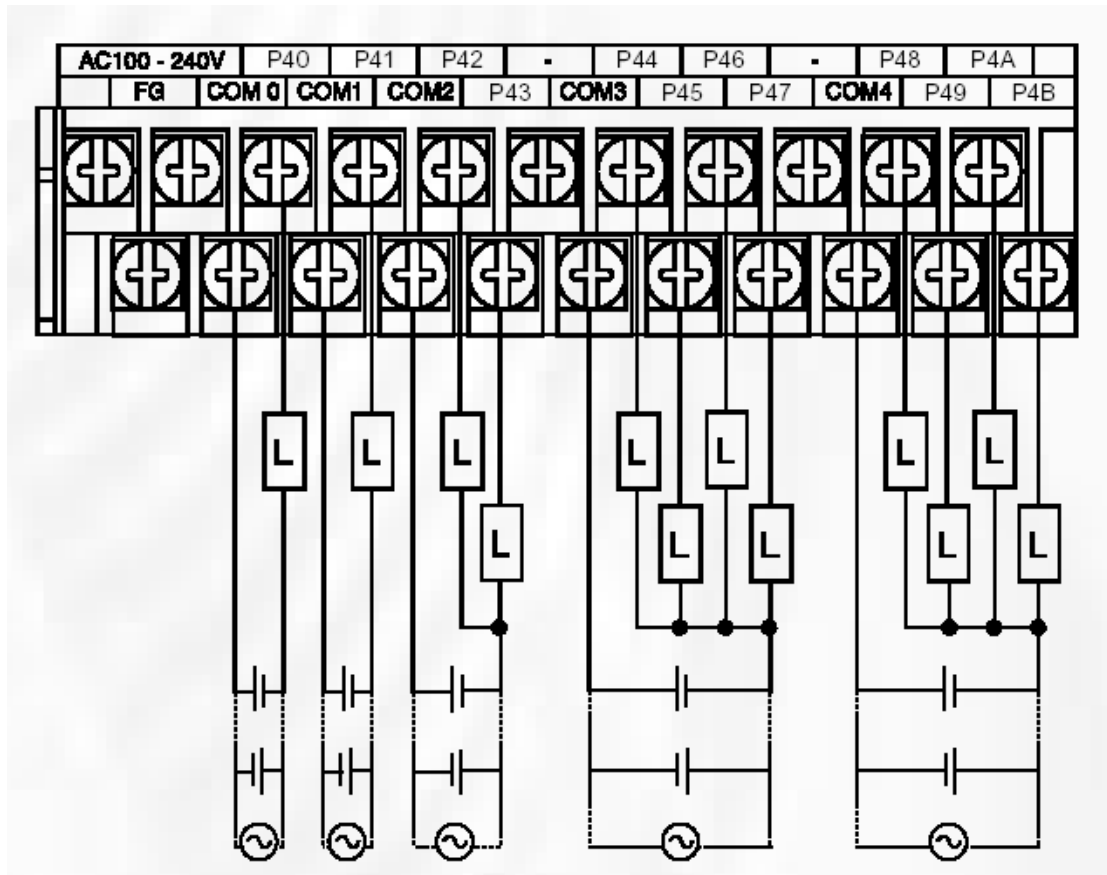 AC100 - 240V P40 P41 P42 - P44 P46 - P48 P4A
FG COM 0 COM1 COM2 P43 COM3 P45 P47 COM4 P49 P4B
L L L L L L L
L L L L L